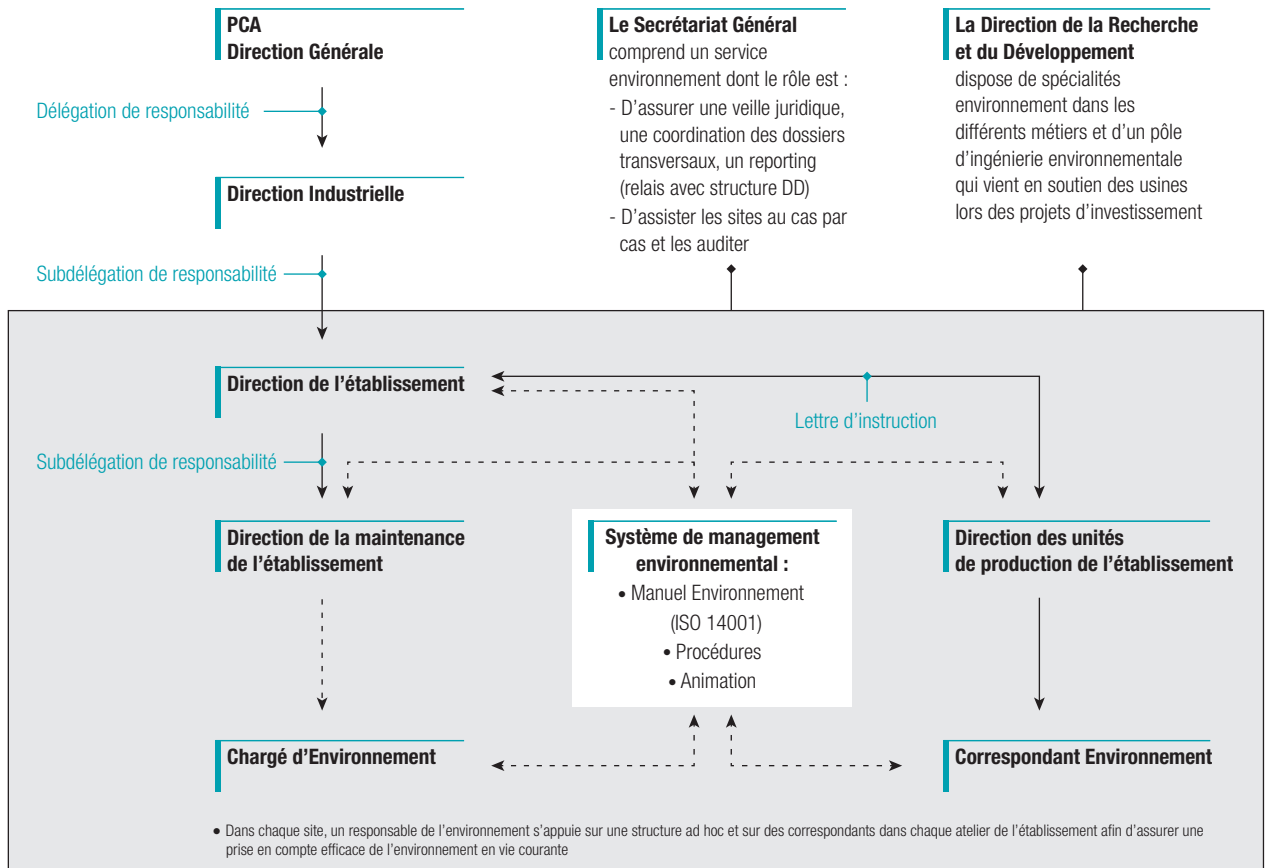 PCA
Direction Générale
Délégation de responsabilité
Direction Industrielle
Subdélégation de responsabilité
Le Secrétariat Général
comprend un service
environnement dont le rôle est :
- D'assurer une veille juridique,
une coordination des dossiers
transversaux, un reporting
(relais avec structure DD)
- D'assister les sites au cas par
cas et les auditer
La Direction de la Recherche
et du Développement
dispose de spécialités
environnement dans les
différents métiers et d'un pôle
d'ingénierie environnementale
qui vient en soutien des usines
lors des projets d'investissement
Direction de l'établissement
Lettre d'instruction
Subdélégation de responsabilité
Direction de la maintenance
de l'établissement
Système de management
environnemental :
• Manuel Environnement
(ISO 14001)
• Procédures
• Animation
Direction des unités
de production de l'établissement
Chargé d'Environnement
Correspondant Environnement
• Dans chaque site, un responsable de l'environnement s'appuie sur une structure ad hoc et sur des correspondants dans chaque atelier de l'établissement afin d'assurer une
prise en compte efficace de l'environnement en vie courante